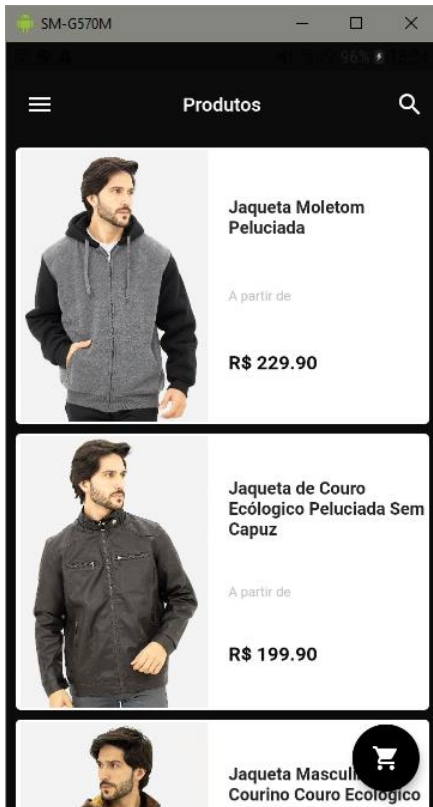 SM-G570M
96%
Produtos
Jaqueta Moletom
Peluciada
A partir de
R$ 229.90
Jaqueta de Couro
Ecólogico Peluciada Sem
Capuz
A partir de
R$ 199.90
Jaqueta
Courino Couro Ecológico